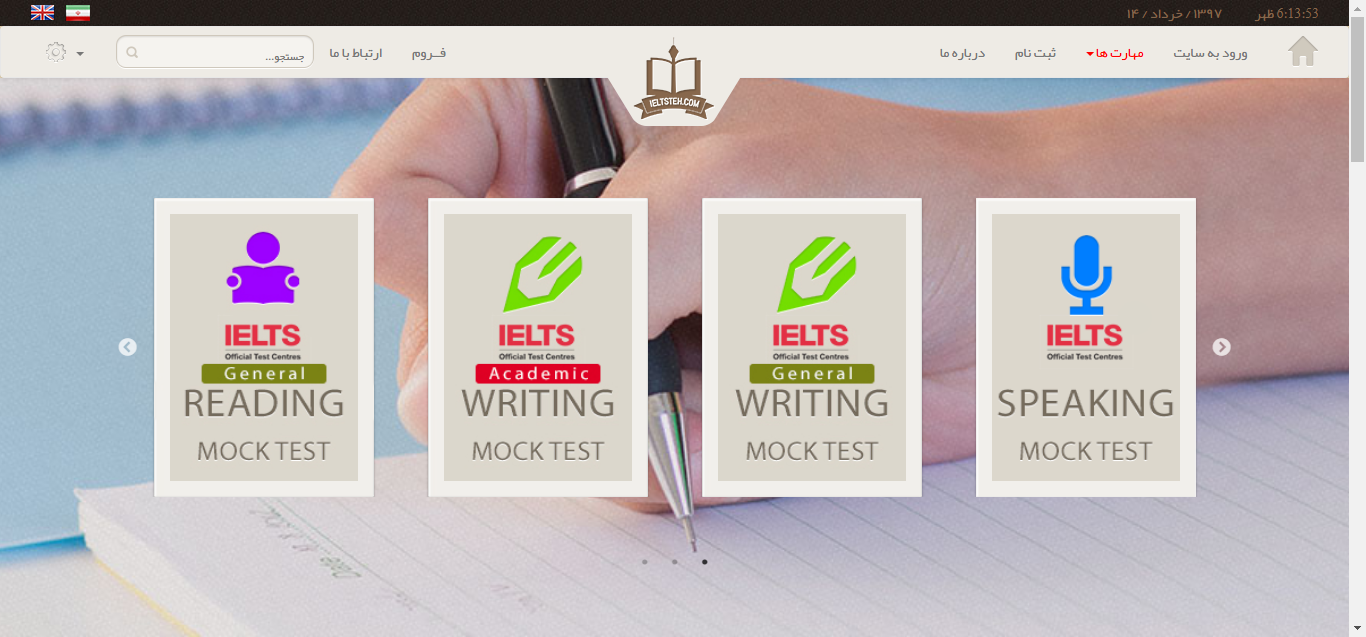 6:13:53 ظهر ۱۳۹۷ / خرداد / ۱۴
ورود به سایت مهارت ها ثبت نام درباره ما
فــروم ارتباط با ما جستجو...
IELTSTEH.COM
IELTS
Official Test Centres
General
READING
MOCK TEST
IELTS
Official Test Centres
Academic
WRITING
MOCK TEST
IELTS
Official Test Centres
General
WRITING
MOCK TEST
IELTS
Official Test Centres
SPEAKING
MOCK TEST